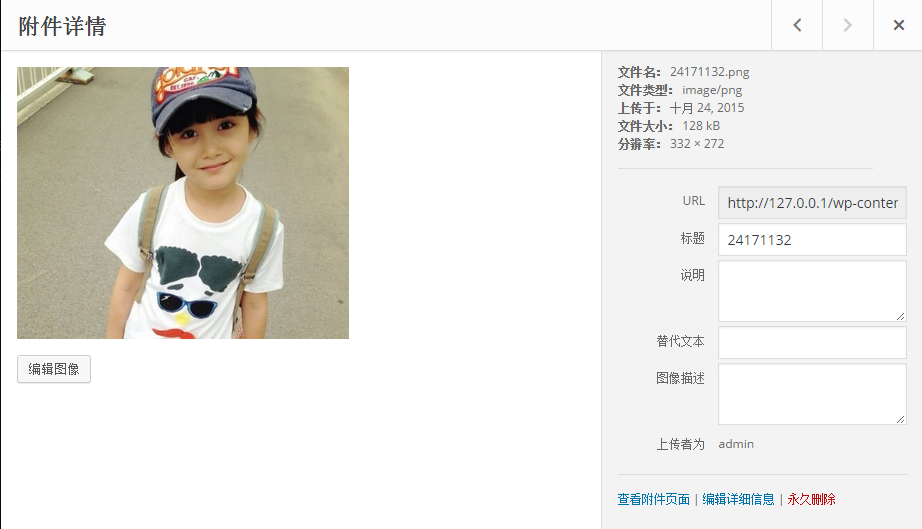 附件详情
文件名： 24171132.png
文件类型： image/png
上传于： 十月 24, 2015
文件大小： 128 kB
分辨率： 332 × 272
URL http://127.0.0.1/wp-conter
标题 24171132
说明
替代文本
图像描述
上传者为 admin
编辑图像
查看附件页面 | 编辑详细信息 | 永久删除